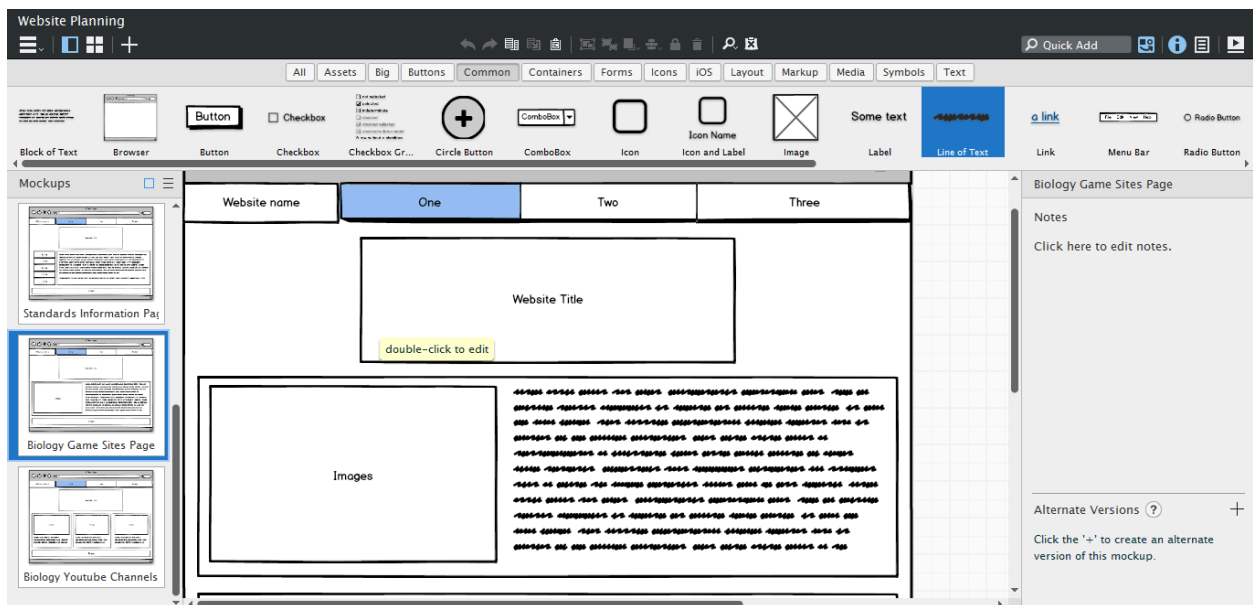 Website Planning
Quick Add
All Assets Big Buttons Common Containers Forms Icons iOS Layout Markup Media Symbols Text
Button Checkbox ComboBox Icon Name Some text a link Radio Button
Block of Text Browser Button Checkbox Checkbox Gr... Circle Button ComboBox Icon Icon and Label Image Label Line of Text Link Menu Bar Radio Button
Mockups
Standards Information Pag
Biology Game Sites Page
Biology Youtube Channels
Website name One Two Three
Website Title
double-click to edit
Images
Biology Game Sites Page
Notes
Click here to edit notes.
Alternate Versions ?
Click the '+' to create an alternate
version of this mockup.